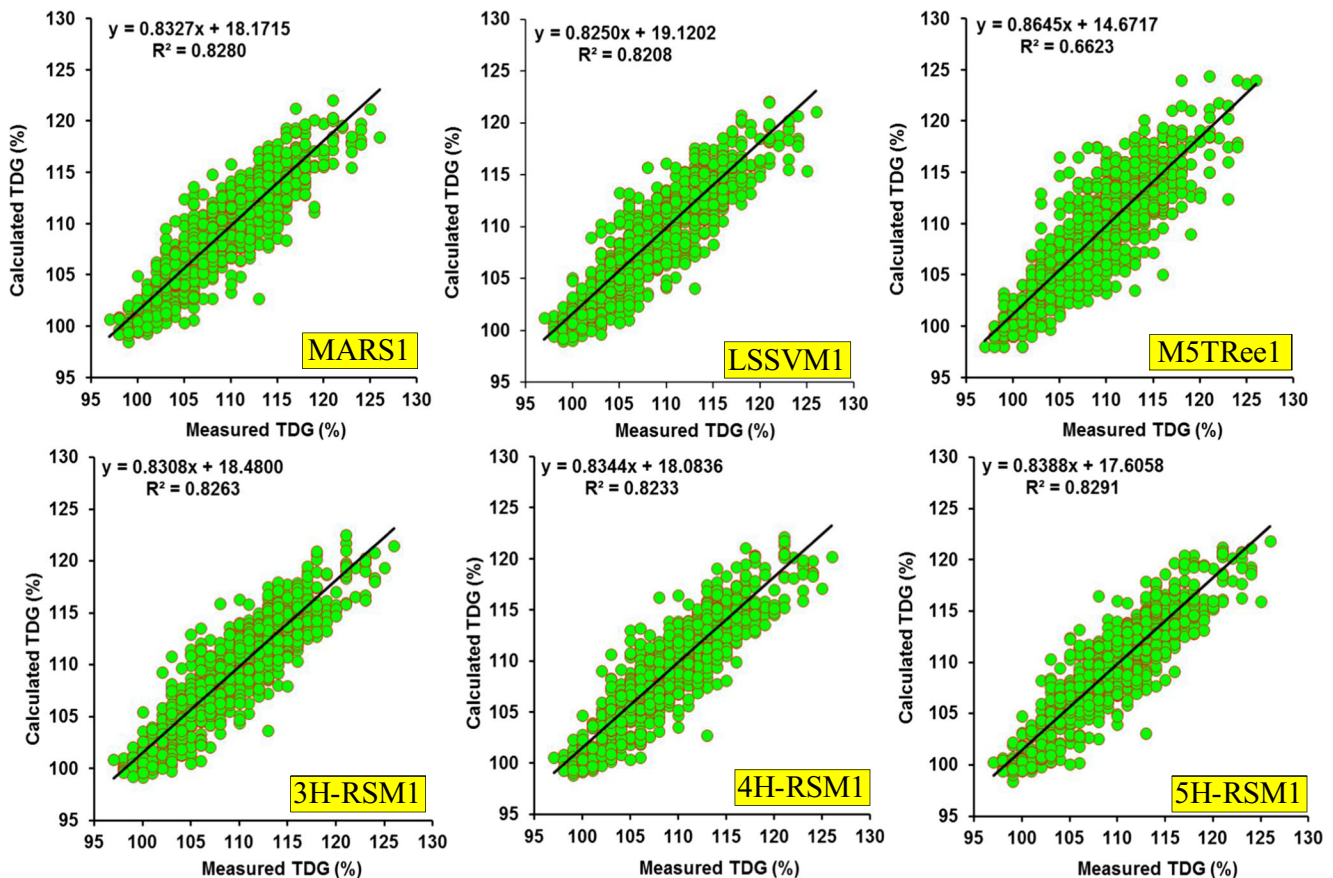 y = 0.8327x + 18.1715
R² = 0.8280
130
125
120
115
110
105
100
95
Calculated TDG (%)
MARS1
95 100 105 110 115 120 125 130
Measured TDG (%)
y = 0.8250x + 19.1202
R² = 0.8208
130
125
120
115
110
105
100
95
Calculated TDG (%)
LSSVM1
95 100 105 110 115 120 125 130
Measured TDG (%)
y = 0.8645x + 14.6717
R² = 0.6623
130
125
120
115
110
105
100
95
Calculated TDG (%)
M5TRee1
95 100 105 110 115 120 125 130
Measured TDG (%)
y = 0.8308x + 18.4800
R² = 0.8263
130
125
120
115
110
105
100
95
Calculated TDG (%)
3H-RSM1
95 100 105 110 115 120 125 130
Measured TDG (%)
y = 0.8344x + 18.0836
R² = 0.8233
130
125
120
115
110
105
100
95
Calculated TDG (%)
4H-RSM1
95 100 105 110 115 120 125 130
Measured TDG (%)
y = 0.8388x + 17.6058
R² = 0.8291
130
125
120
115
110
105
100
95
Calculated TDG (%)
5H-RSM1
95 100 105 110 115 120 125 130
Measured TDG (%)